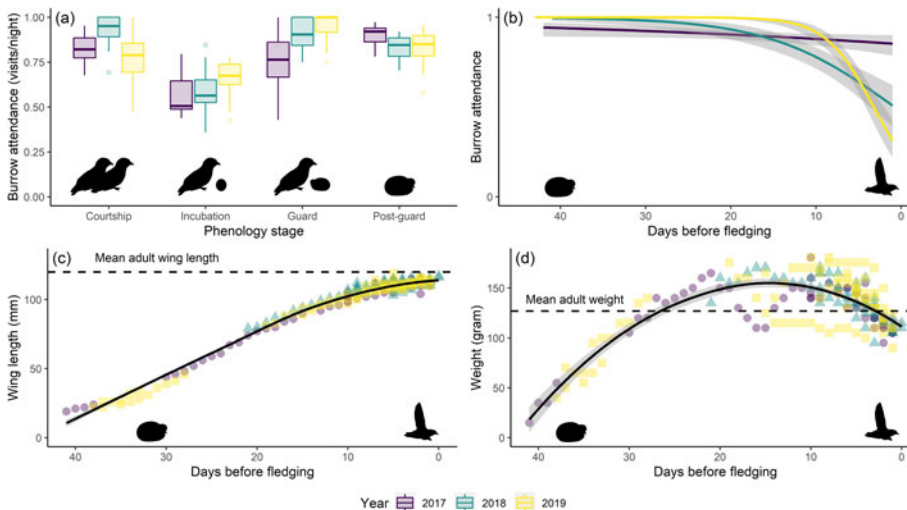 (a)
Burrow attendance (visits/night)
1.00
0.75
0.50
0.25
0.00
Courtship
Incubation
Guard
Post-guard
Phenology stage
(b)
Burrow attendance
1
0
40
30
20
10
0
Days before fledging
(c)
Mean adult wing length
Wing length (mm)
100
50
0
40
30
20
10
0
Days before fledging
(d)
Mean adult weight
Weight (gram)
150
100
50
0
40
30
20
10
0
Days before fledging
Year
2017
2018
2019